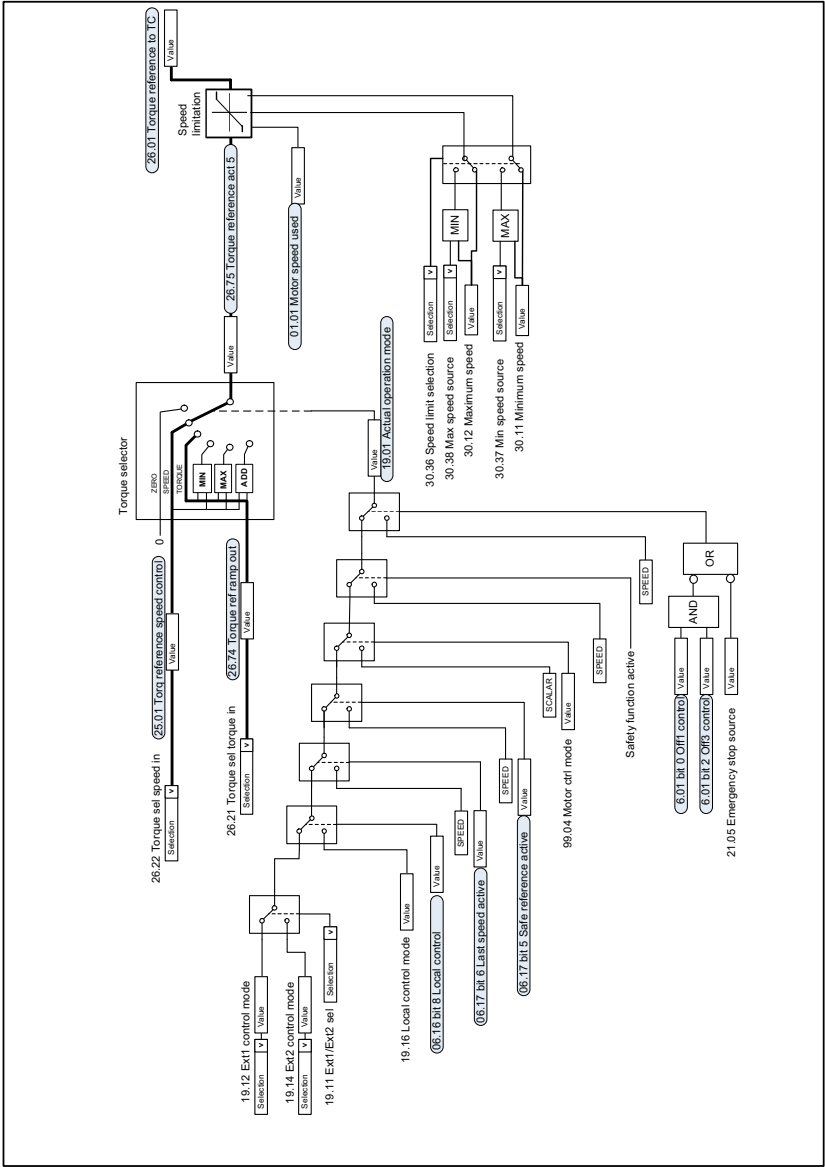 26.22 Torque sel speed in
Selection
v
25.01 Torq reference speed control
Value
0
Torque selector
ZERO
SPEED
TORQUE
MIN
MAX
ADD
26.21 Torque sel torque in
Selection
v
26.74 Torque ref ramp out
Value
Value
26.75 Torque reference act 5
Speed
limitation
Value
26.01 Torque reference to TC
01.01 Motor speed used
Value
19.12 Ext1 control mode
Selection
v
Value
19.14 Ext2 control mode
Selection
v
Value
19.11 Ext1/Ext2 sel
Selection
v
19.16 Local control mode
Value
06.16 bit 8 Local control
Value
SPEED
06.17 bit 6 Last speed active
Value
SPEED
06.17 bit 5 Safe reference active
Value
SCALAR
99.04 Motor ctrl mode
Value
SPEED
Safety function active
SPEED
6.01 bit 0 Off1 control
Value
6.01 bit 2 Off3 control
Value
AND
OR
21.05 Emergency stop source
Value
Value
19.01 Actual operation mode
30.36 Speed limit selection
Selection
v
30.38 Max speed source
Selection
v
MIN
30.12 Maximum speed
Value
30.37 Min speed source
Selection
v
MAX
30.11 Minimum speed
Value